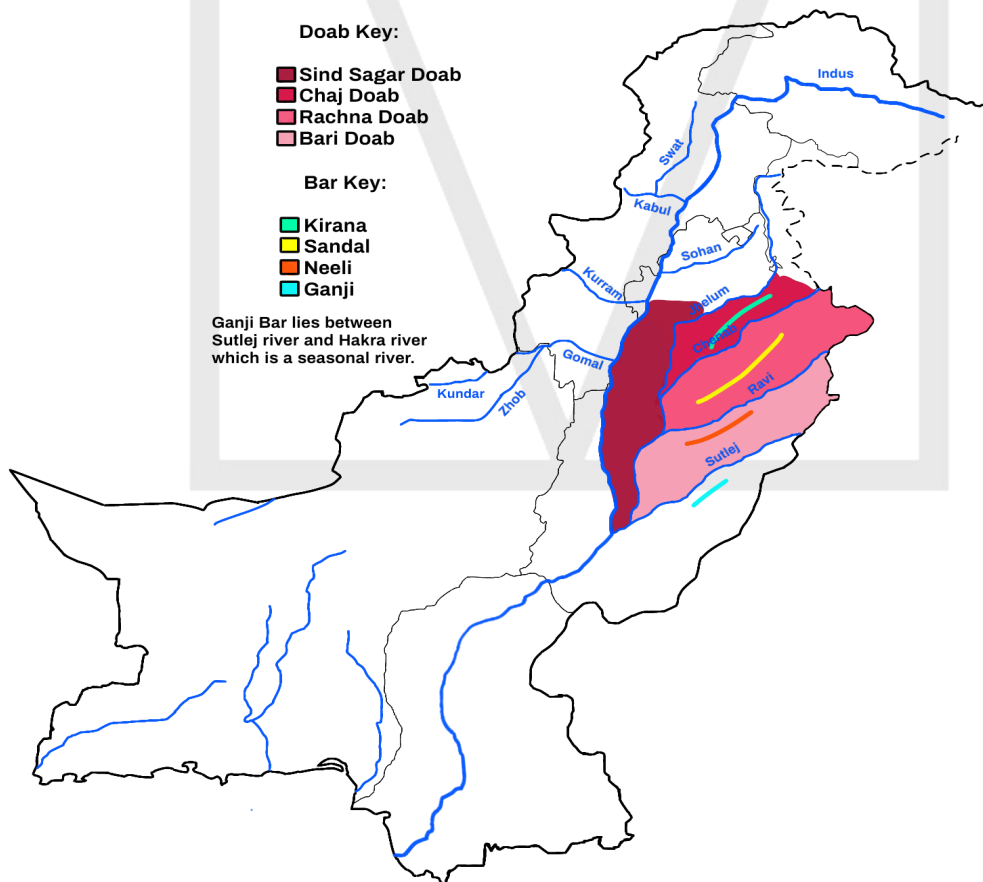 Doab Key:
Sind Sagar Doab
Chaj Doab
Rachna Doab
Bari Doab
Bar Key:
Kirana
Sandal
Neeli
Ganji
Ganji Bar lies between
Sutlej river and Hakra river
which is a seasonal river.
Indus
Swat
Kabul
Sohan
Kurram
Jhelum
Chenab
Gomal
Ravi
Kundar
Zhob
Sutlej